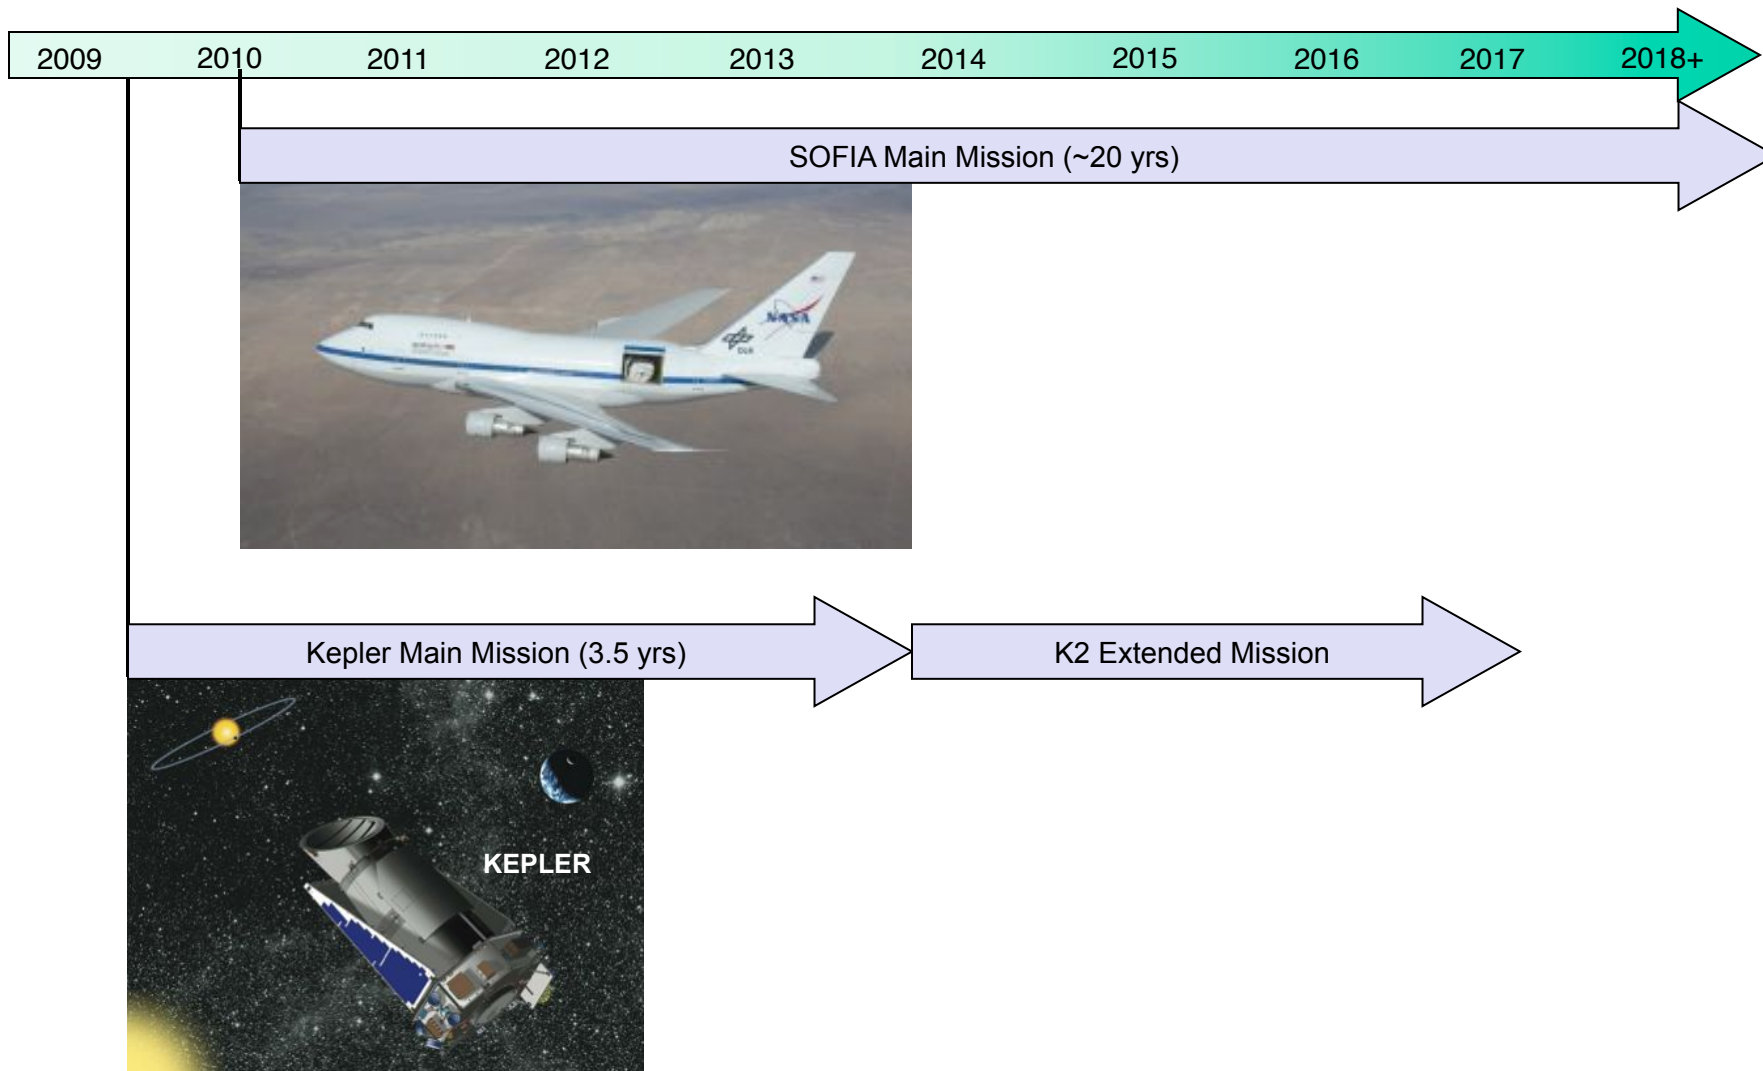 2009 2010 2011 2012 2013 2014 2015 2016 2017 2018+
SOFIA Main Mission (~20 yrs)
NASA
DLR
Kepler Main Mission (3.5 yrs) K2 Extended Mission
KEPLER